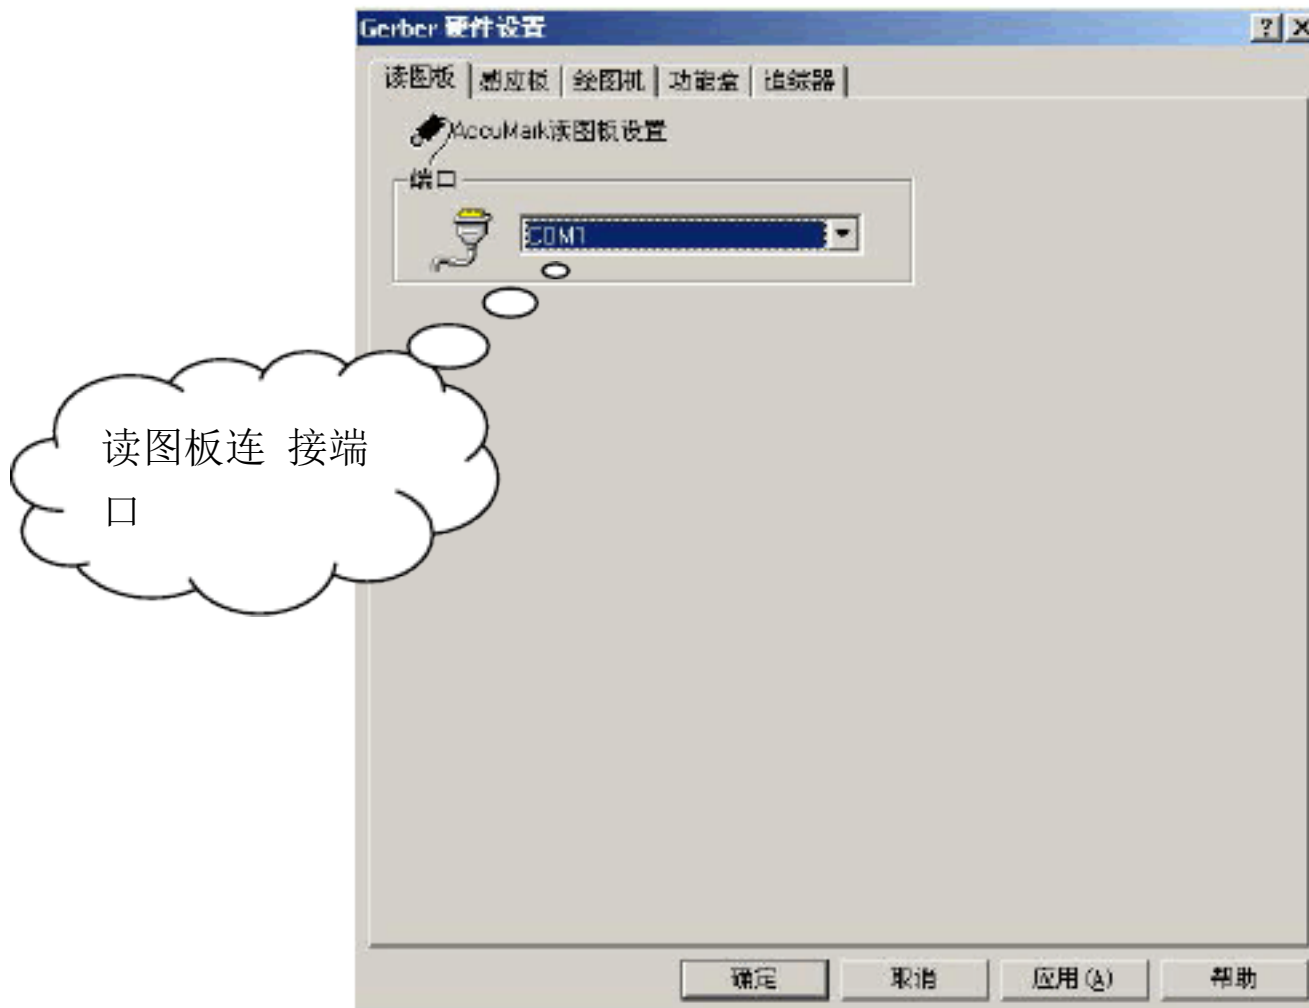 Gerber 硬件设置
读图板 感应板 绘图机 功能盒 追踪器
AccuMark读图板设置
端口
COM1
读图板连 接端
口
确定 取消 应用(A) 帮助